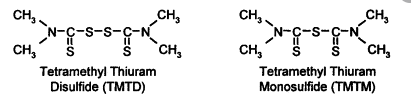 CH₃ CH₃ CH₃ CH₃
N–C–S–S–C–N N–C–S–C–N
CH₃ S S CH₃ CH₃ S S CH₃
Tetramethyl Thiuram Tetramethyl Thiuram
Disulfide (TMTD) Monosulfide (TMTM)